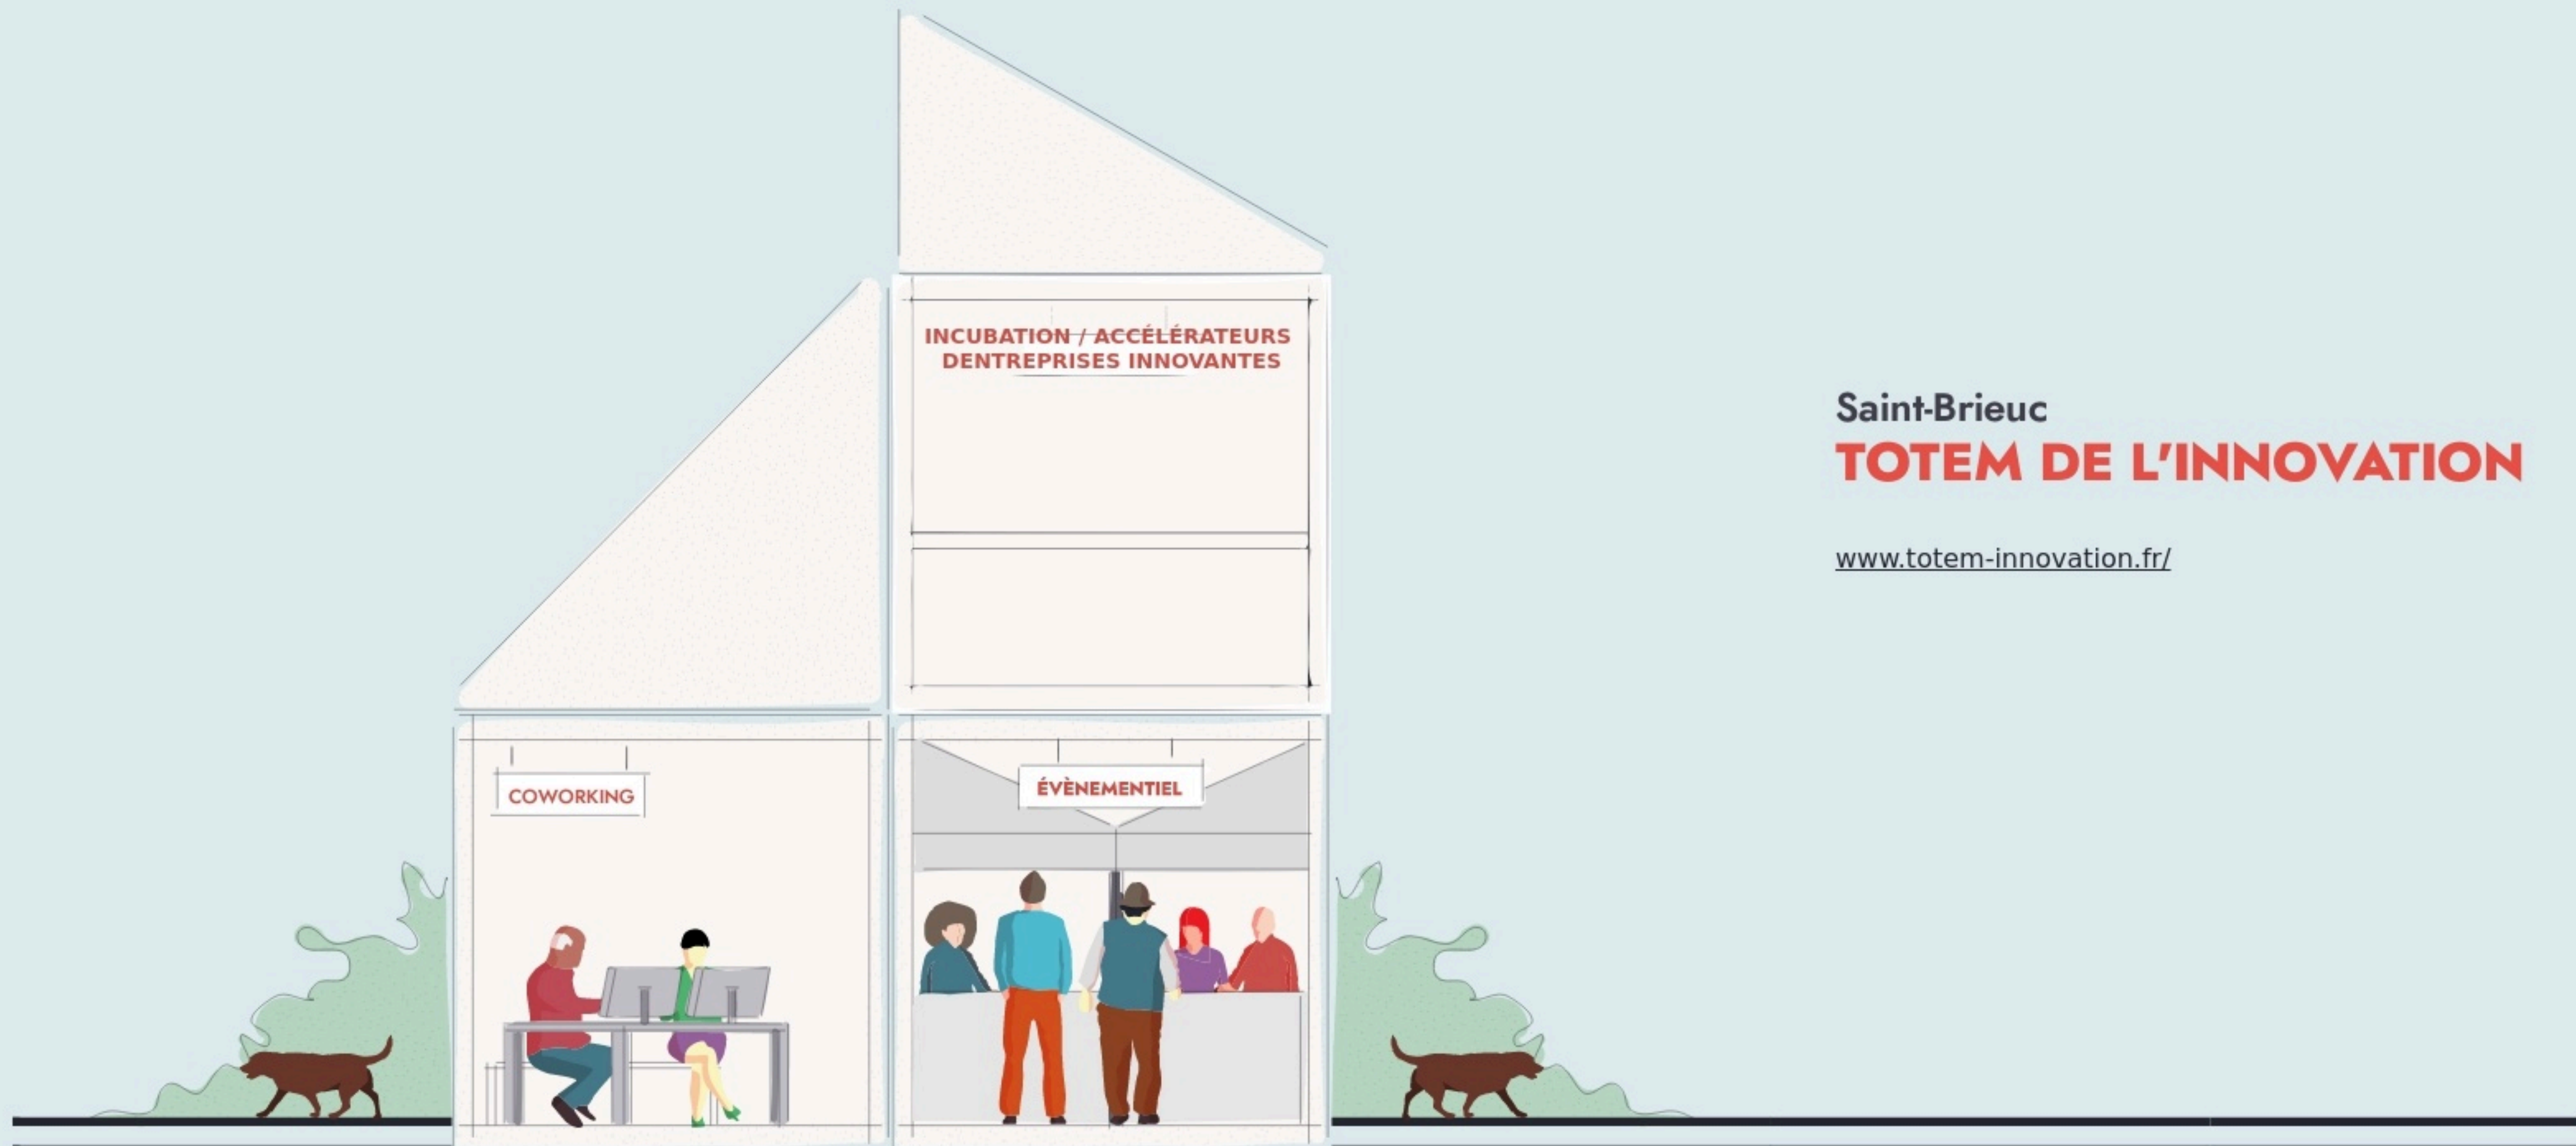 INCUBATION / ACCÉLÉRATEURS
DENTREPRISES INNOVANTES
Saint-Brieuc
TOTEM DE L'INNOVATION
www.totem-innovation.fr/
COWORKING
ÉVÈNEMENTIEL